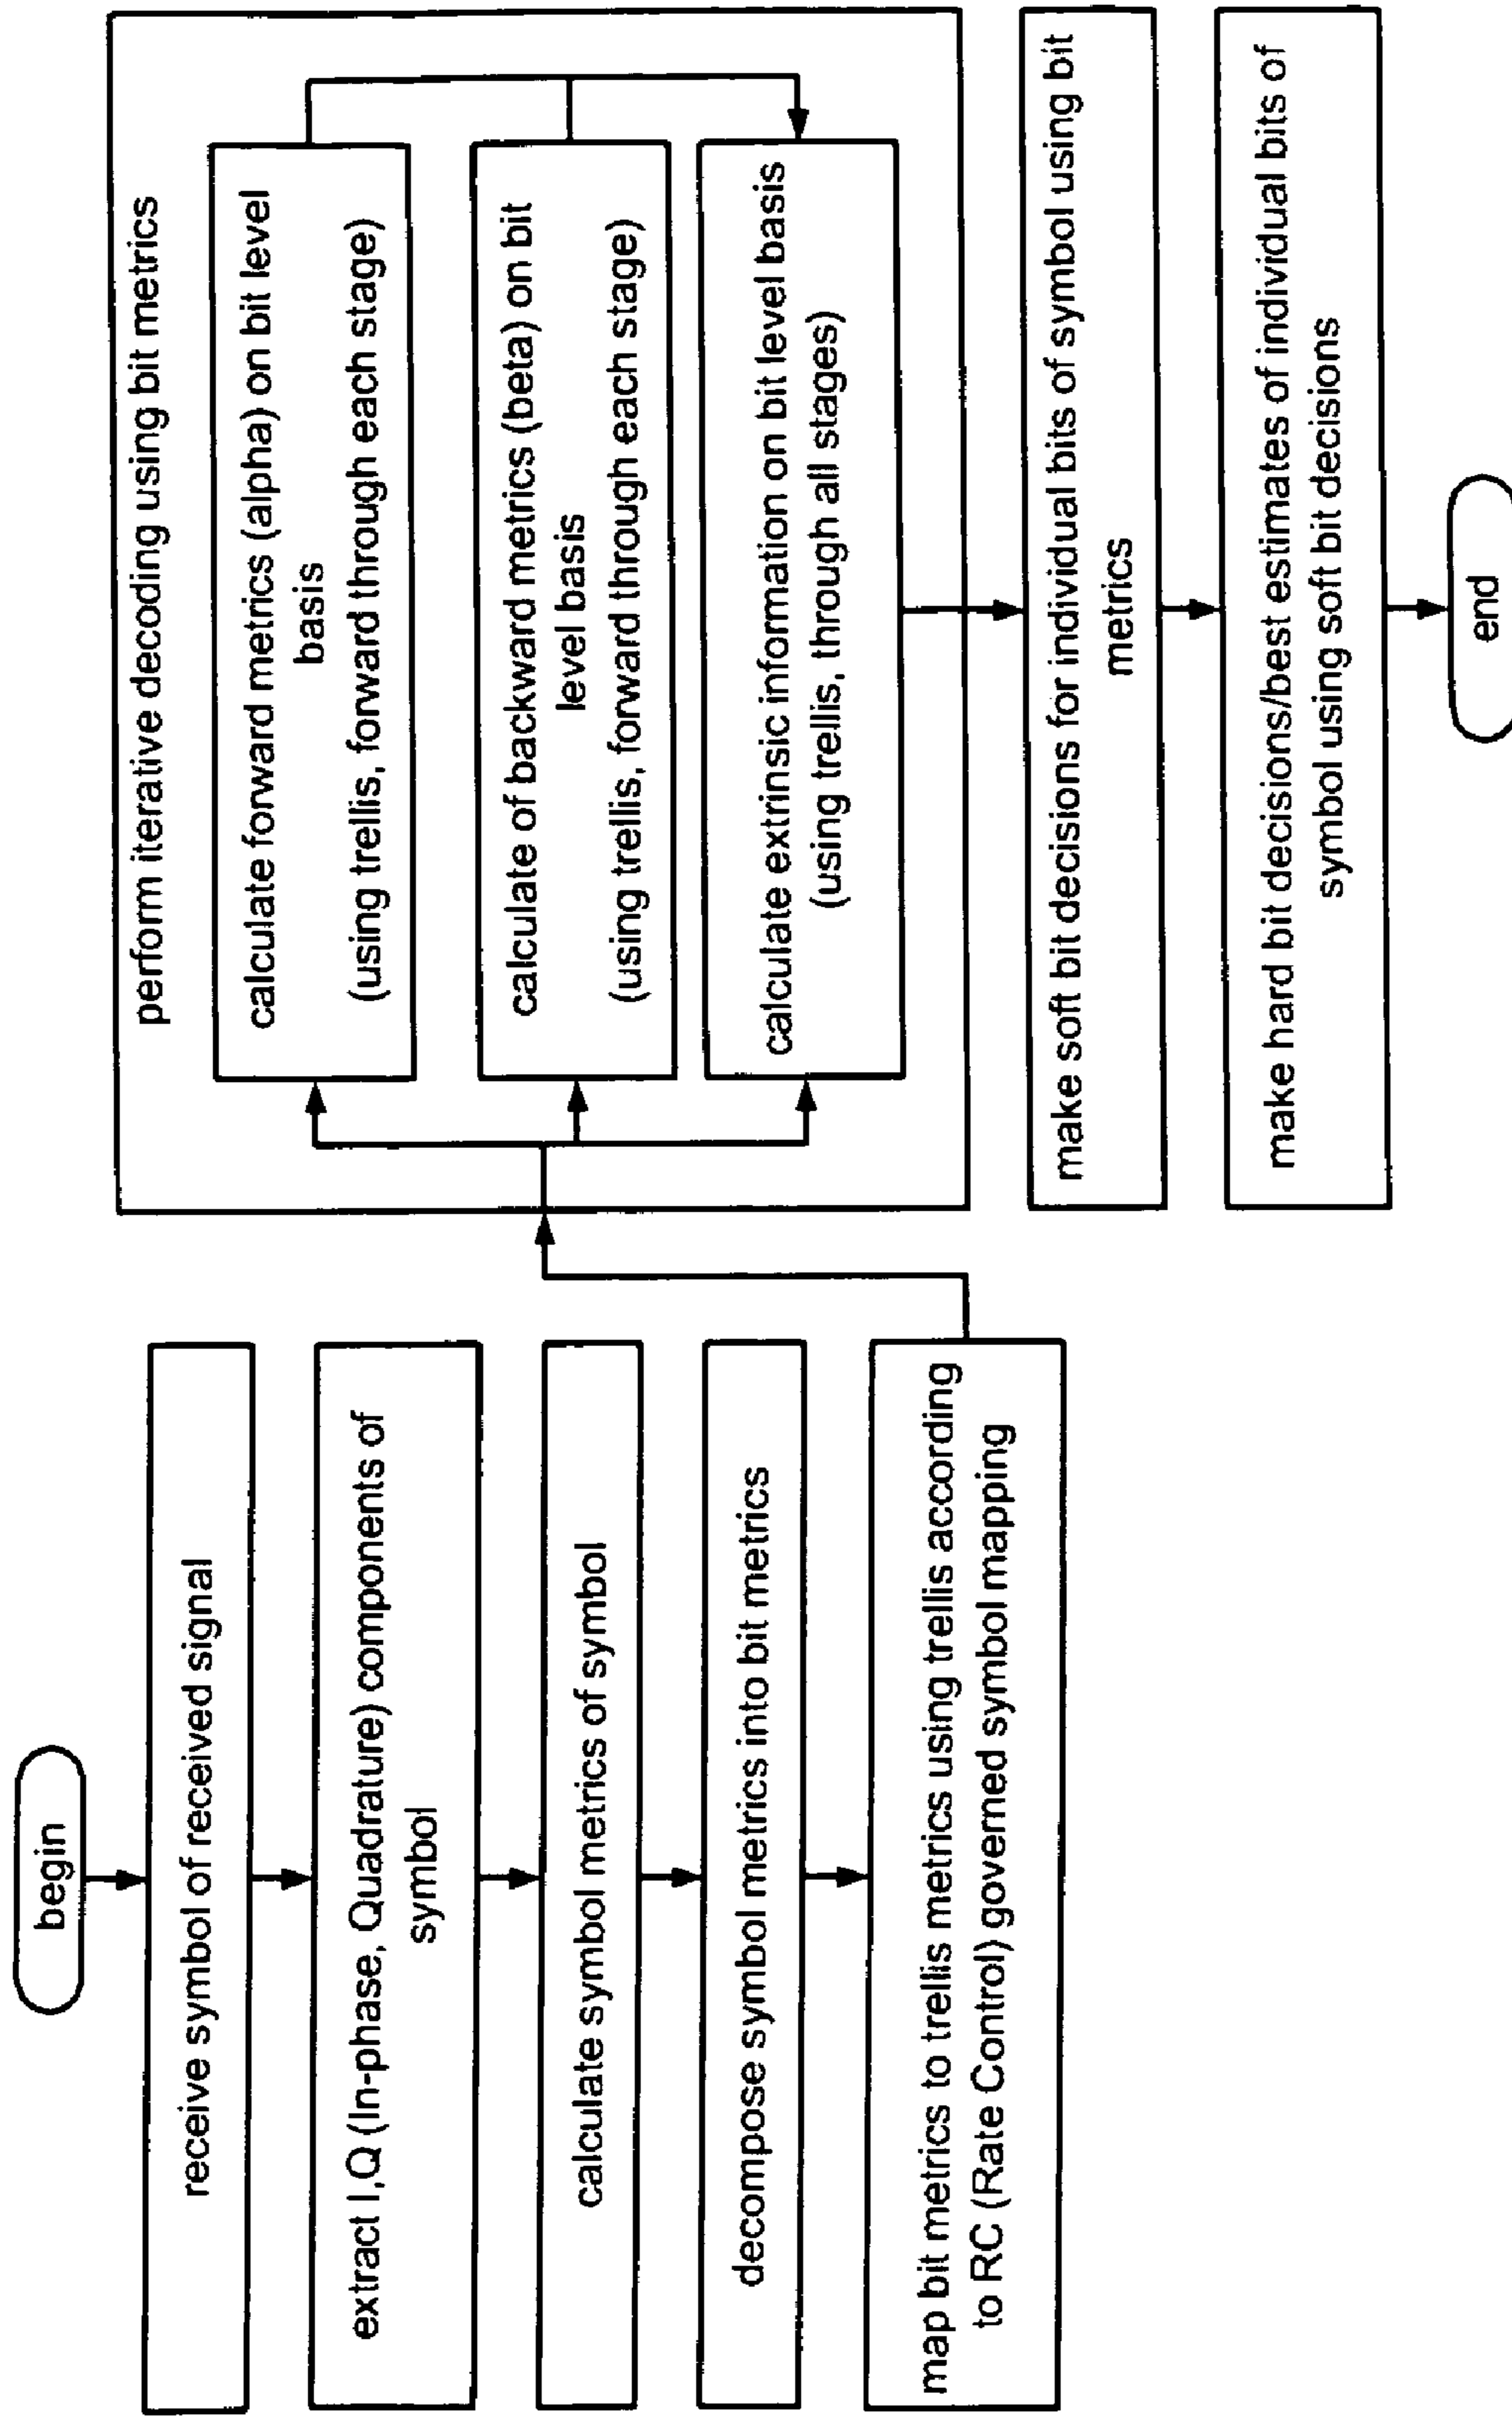 begin
receive symbol of received signal
extract I,Q (In-phase, Quadrature) components of
symbol
calculate symbol metrics of symbol
decompose symbol metrics into bit metrics
map bit metrics to trellis metrics using trellis according
to RC (Rate Control) governed symbol mapping
perform iterative decoding using bit metrics
calculate forward metrics (alpha) on bit level
basis
(using trellis, forward through each stage)
calculate of backward metrics (beta) on bit
level basis
(using trellis, forward through each stage)
calculate extrinsic information on bit level basis
(using trellis, through all stages)
make soft bit decisions for individual bits of symbol using bit
metrics
make hard bit decisions/best estimates of individual bits of
symbol using soft bit decisions
end